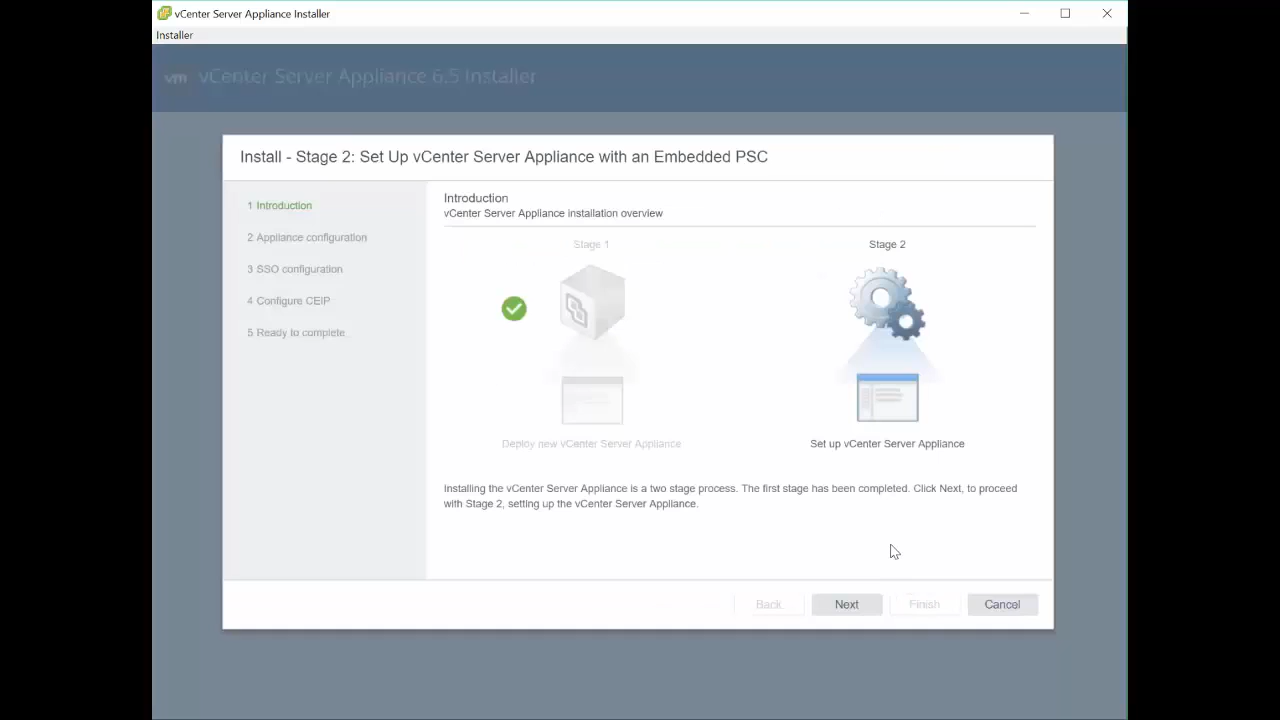 vCenter Server Appliance Installer
Installer
vm vCenter Server Appliance 6.5 Installer
Install - Stage 2: Set Up vCenter Server Appliance with an Embedded PSC
1 Introduction
2 Appliance configuration
3 SSO configuration
4 Configure CEIP
5 Ready to complete
Introduction
vCenter Server Appliance installation overview
Stage 1
Stage 2
Deploy new vCenter Server Appliance
Set up vCenter Server Appliance
Installing the vCenter Server Appliance is a two stage process. The first stage has been completed. Click Next, to proceed
with Stage 2, setting up the vCenter Server Appliance.
Back
Next
Finish
Cancel